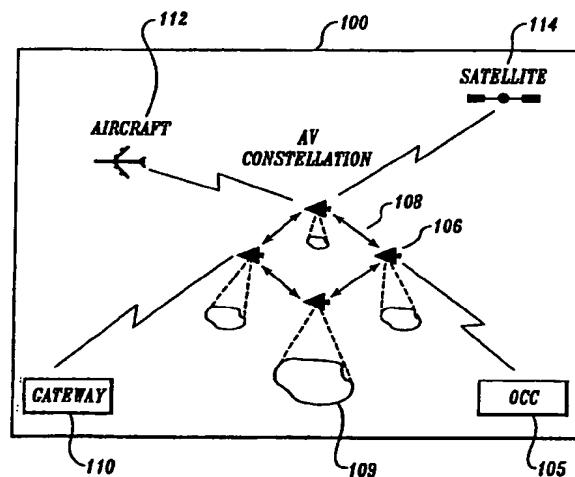 112
100
114
SATELLITE
AIRCRAFT
AV
CONSTELLATION
108
106
GATEWAY
OCC
110
109
105